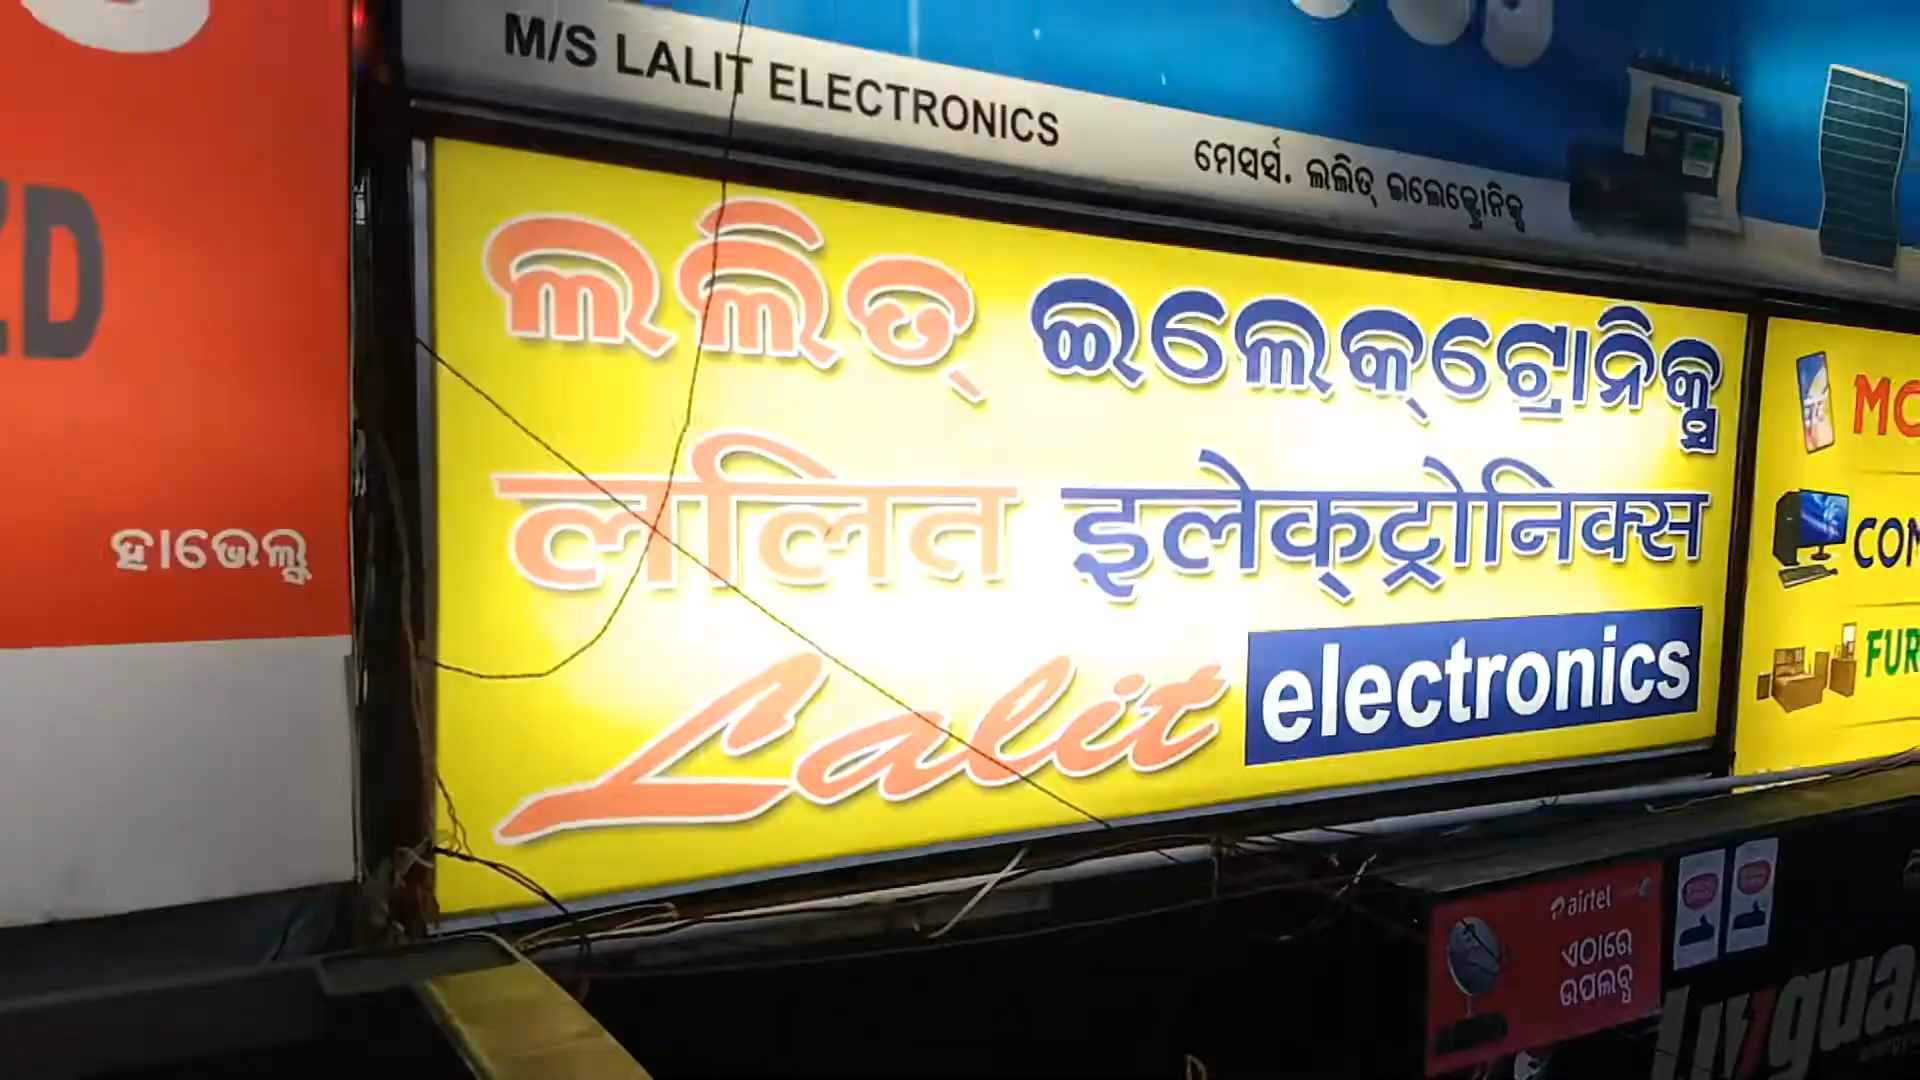 M/S LALIT ELECTRONICS
ମେସର୍ସ. ଲଲିତ୍ ଇଲେକ୍ଟ୍ରୋନିକ୍ସ
ଲଲିତ୍ ଇଲେକ୍‌ଟ୍ରୋନିକ୍ସ
ललित इलेक्‌ट्रोनिक्स
Lalit electronics
ହାଭେଲ୍ସ
airtel
ଏଠାରେ
ଉପଲବ୍ଧ